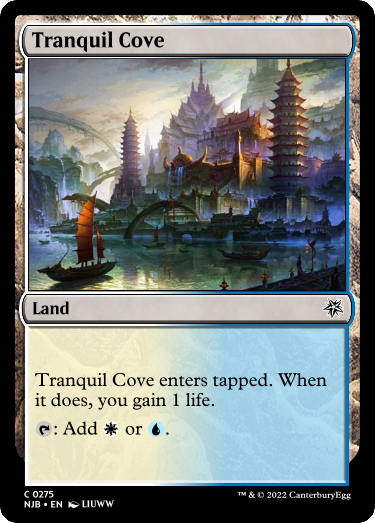 Tranquil Cove
Land
Tranquil Cove enters tapped. When
it does, you gain 1 life.
: Add or .
C 0275
NJB • EN LIUWW
™ & © 2022 CanterburyEgg